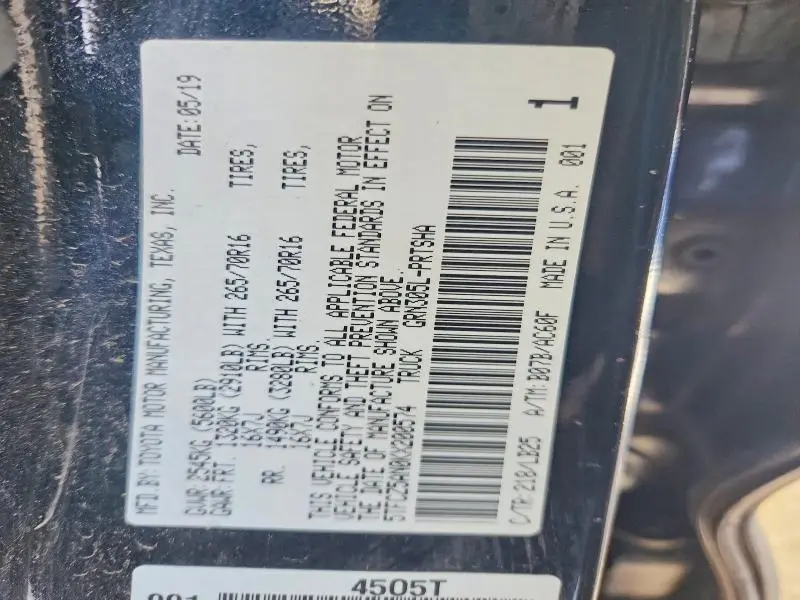 MFD. BY TOYOTA MOTOR MANUFACTURING, TEXAS, INC. DATE: 05/19
GVWR 2545KG (5600LB)
GAWR FRT. 1320KG (2910LB) WITH 265/70R16 TIRES,
16X7J RIMS.
RR. 1490KG (3280LB) WITH 265/70R16 TIRES,
16X7J RIMS.
THIS VEHICLE CONFORMS TO ALL APPLICABLE FEDERAL MOTOR
VEHICLE SAFETY AND THEFT PREVENTION STANDARDS IN EFFECT ON
THE DATE OF MANUFACTURE SHOWN ABOVE.
5TFCZ5AN0KX200574 TRUCK GRN305L-PRTSHA
C/TR:218/LB25 A/TM:B07B/AC60F MADE IN U.S.A. 001
1
4505T